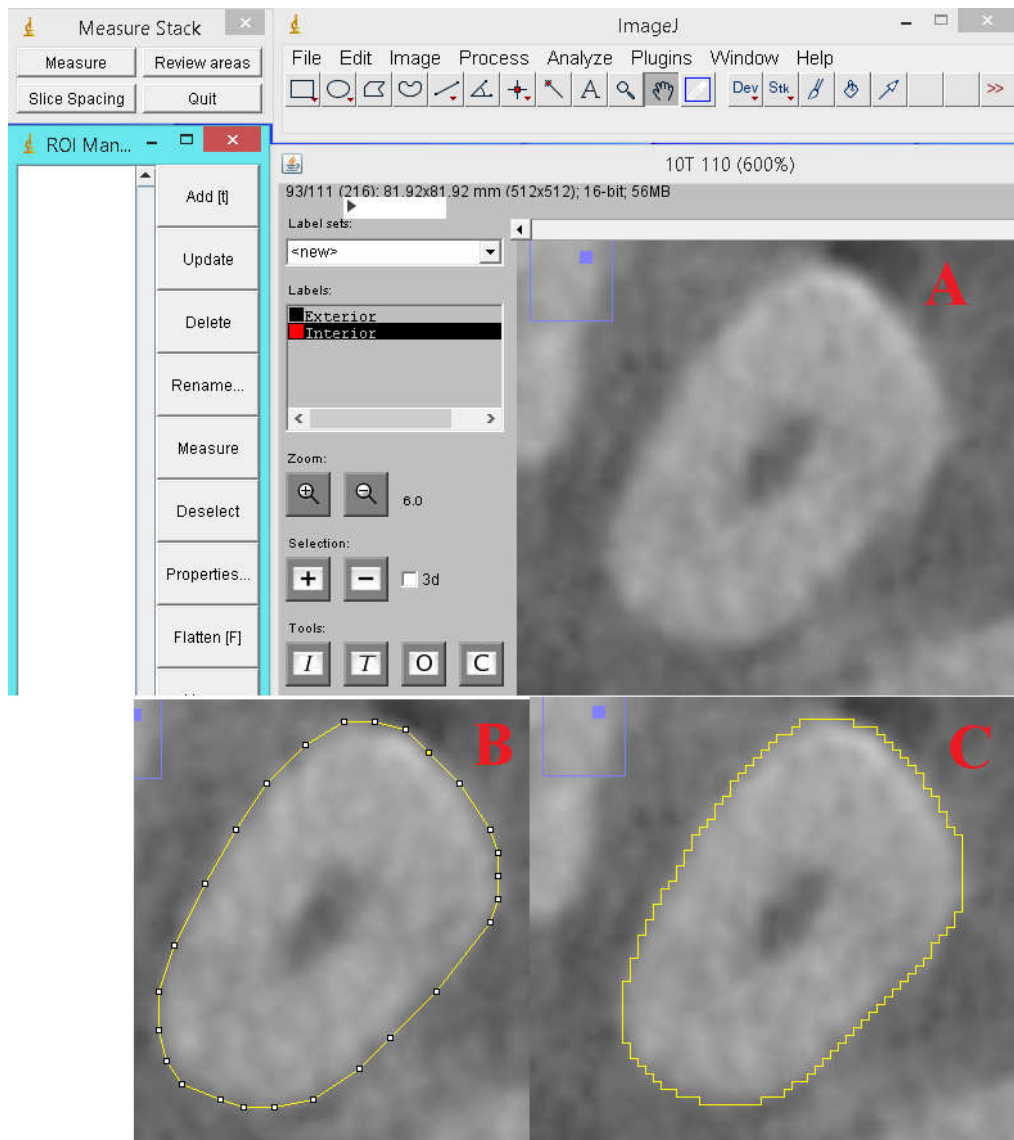 Measure Stack
Measure Review areas
Slice Spacing Quit
ImageJ
File Edit Image Process Analyze Plugins Window Help
A Dev Stk >>
ROI Man...
Add [t]
Update
Delete
Rename...
Measure
Deselect
Properties...
Flatten [F]
10T 110 (600%)
93/111 (216); 81.92x81.92 mm (512x512); 16-bit; 56MB
Label sets:
<new>
Labels:
Exterior
Interior
Zoom:
6.0
Selection:
+ − 3d
Tools:
I T O C
A
B
C